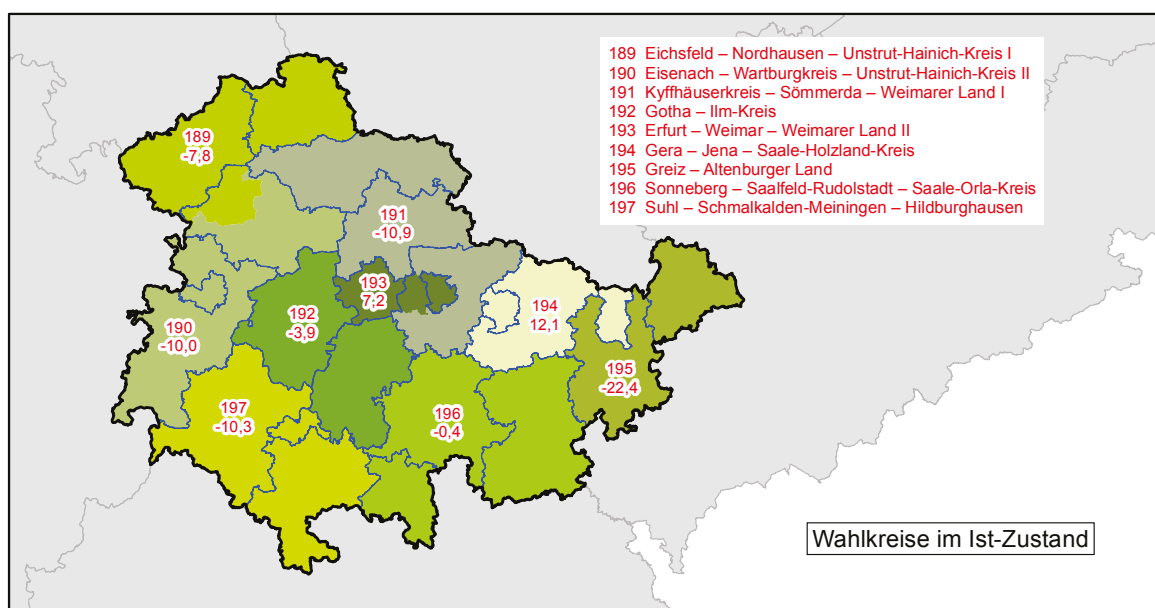 189 Eichsfeld – Nordhausen – Unstrut-Hainich-Kreis I
190 Eisenach – Wartburgkreis – Unstrut-Hainich-Kreis II
191 Kyffhäuserkreis – Sömmerda – Weimarer Land I
192 Gotha – Ilm-Kreis
193 Erfurt – Weimar – Weimarer Land II
194 Gera – Jena – Saale-Holzland-Kreis
195 Greiz – Altenburger Land
196 Sonneberg – Saalfeld-Rudolstadt – Saale-Orla-Kreis
197 Suhl – Schmalkalden-Meiningen – Hildburghausen
189
-7,8
191
-10,9
193
7,2
194
12,1
192
-3,9
190
-10,0
195
-22,4
197
-10,3
196
-0,4
Wahlkreise im Ist-Zustand